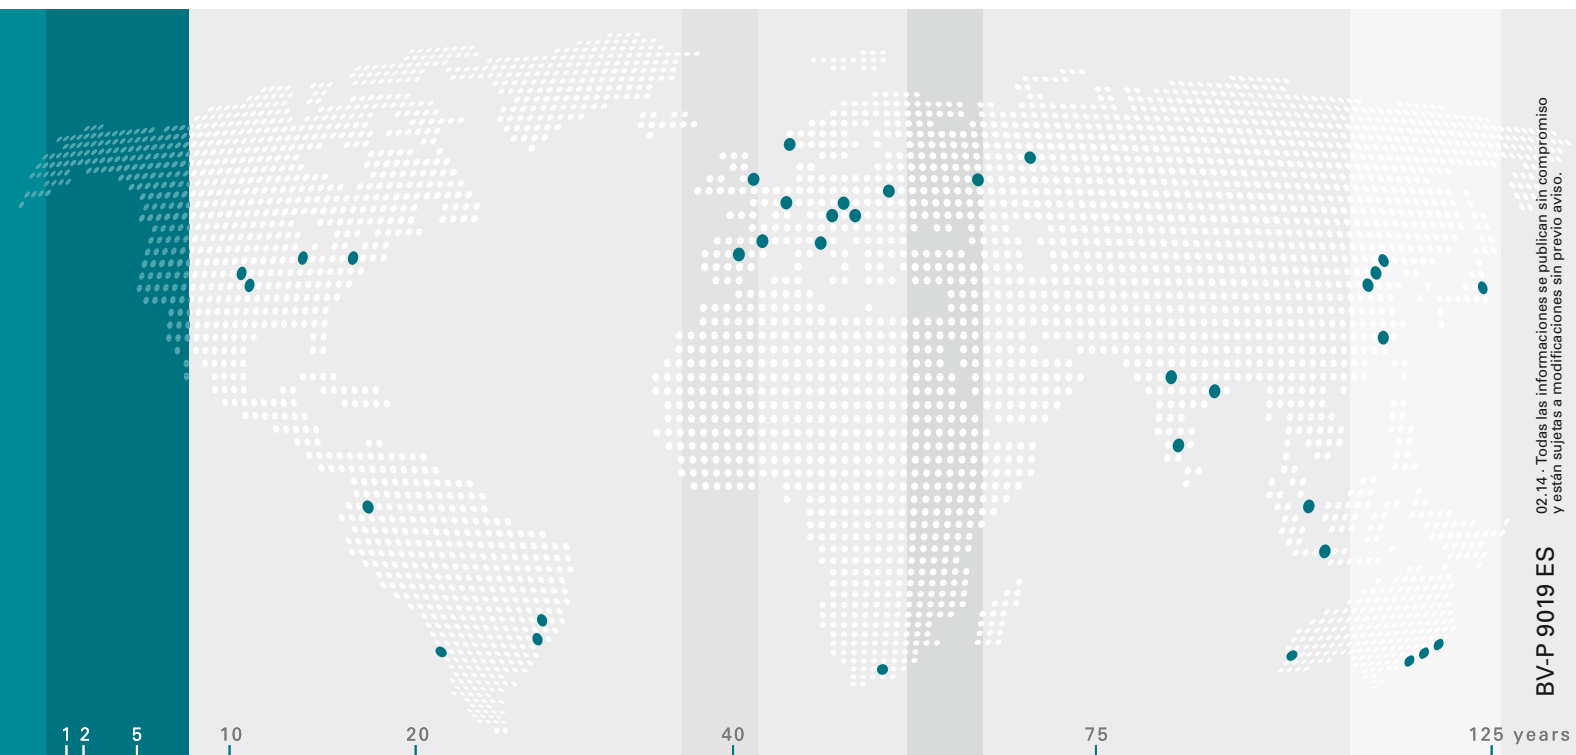 02.14 · Todas las informaciones se publican sin compromiso
y están sujetas a modificaciones sin previo aviso.
BV-P 9019 ES
1 2 5 10 20 40 75 125 years